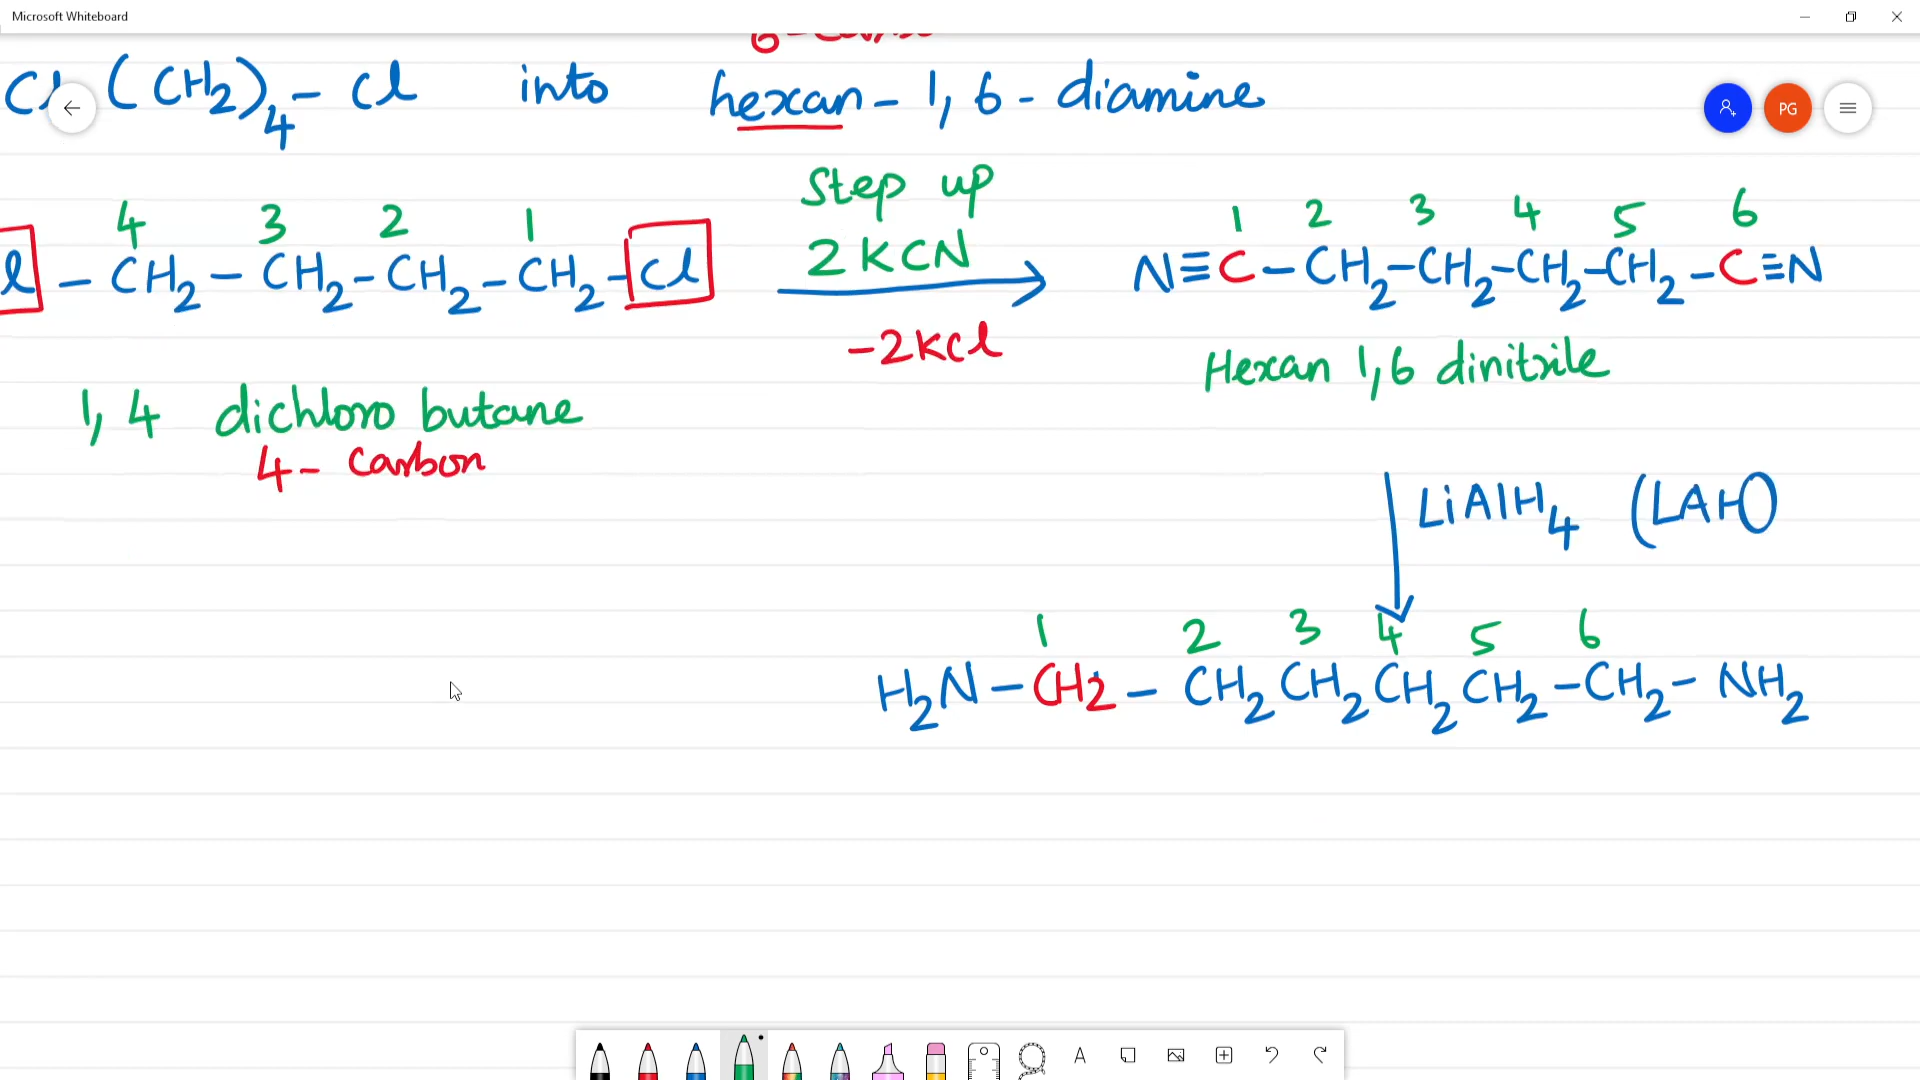 Microsoft Whiteboard
Cl (CH2)4 - Cl into hexan - 1, 6 - diamine
PG
Step up
4 3 2 1
2KCN
1 2 3 4 5 6
l - CH2 - CH2 - CH2 - CH2 - Cl
N≡C - CH2 - CH2 - CH2 - CH2 - C≡N
-2KCl
Hexan 1,6 dinitrile
1, 4 dichloro butane
4 - Carbon
LiAlH4 (LAH)
1 2 3 4 5 6
H2N - CH2 - CH2 CH2 CH2 CH2 - CH2 - NH2
A